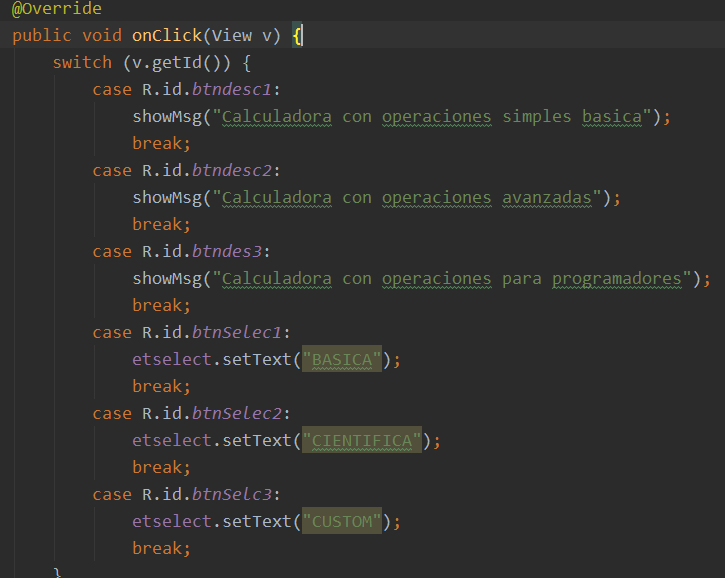 @Override
public void onClick(View v) {
switch (v.getId()) {
case R.id.btndesc1:
showMsg("Calculadora con operaciones simples basica");
break;
case R.id.btndesc2:
showMsg("Calculadora con operaciones avanzadas");
break;
case R.id.btndes3:
showMsg("Calculadora con operaciones para programadores");
break;
case R.id.btnSelec1:
etselect.setText("BASICA");
break;
case R.id.btnSelec2:
etselect.setText("CIENTIFICA");
break;
case R.id.btnSelc3:
etselect.setText("CUSTOM");
break;
}